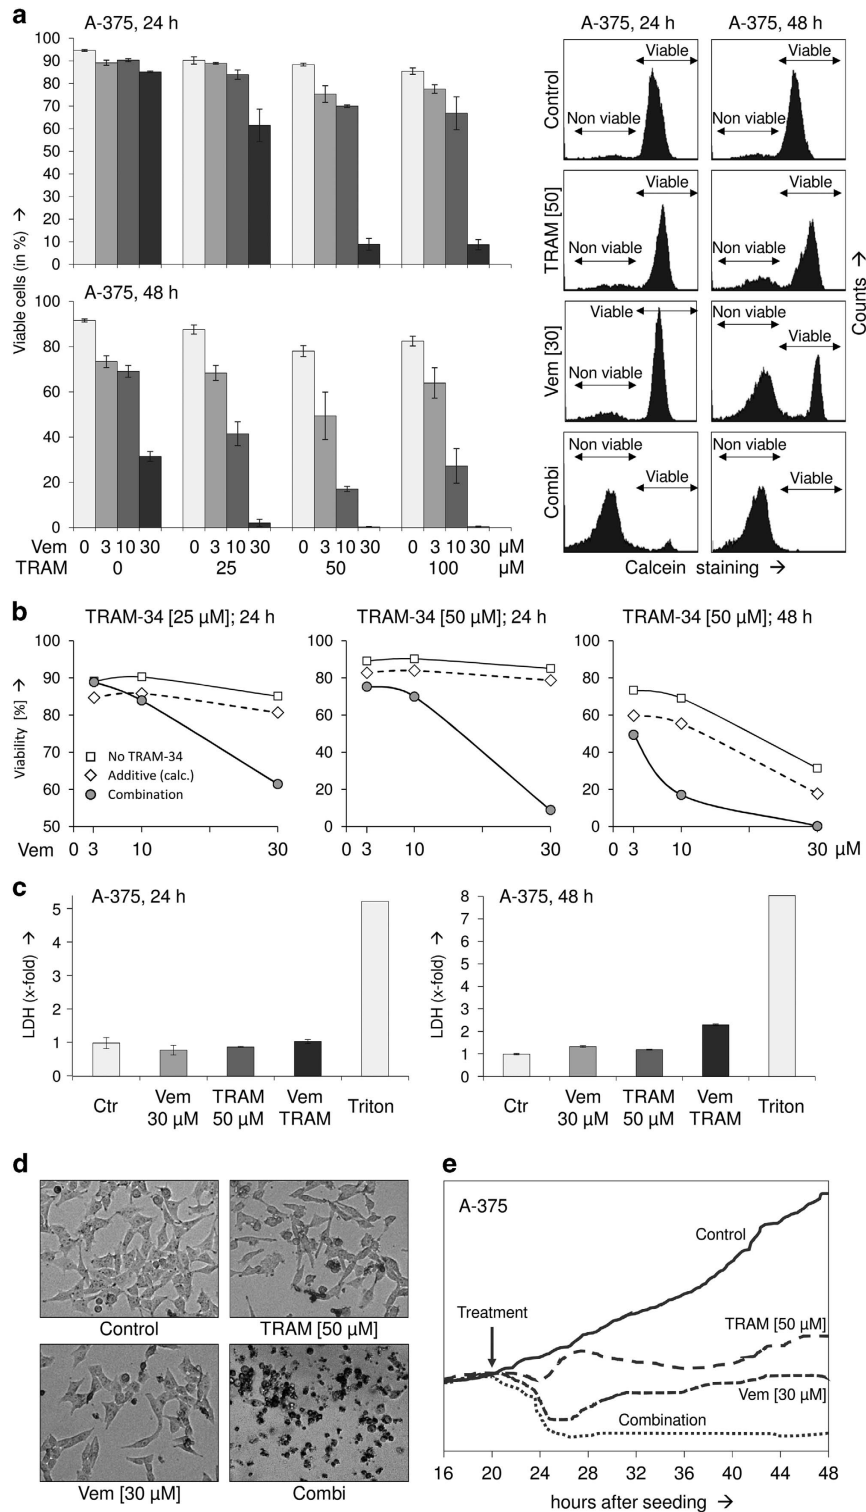 a
A-375, 24 h
100
90
80
70
60
50
40
30
20
10
0
A-375, 48 h
100
80
60
40
20
0
Viable cells (in %) →
Vem 0 3 10 30 0 3 10 30 0 3 10 30 0 3 10 30 µM
TRAM 0 25 50 100 µM
A-375, 24 h A-375, 48 h
Control
Viable Viable
Non viable Non viable
TRAM [50]
Viable Viable
Non viable Non viable
Vem [30]
Viable Non viable
Non viable Viable
Combi
Non viable Non viable
Viable Viable
Counts →
Calcein staining →
b
TRAM-34 [25 µM]; 24 h
Viability [%] →
100
90
80
70
60
50
No TRAM-34
Additive (calc.)
Combination
Vem 0 3 10 30
TRAM-34 [50 µM]; 24 h
100
80
60
40
20
0
0 3 10 30
TRAM-34 [50 µM]; 48 h
100
80
60
40
20
0
0 3 10 30 µM
c
A-375, 24 h
LDH (x-fold) →
5
4
3
2
1
0
Ctr Vem TRAM Vem Triton
30 µM 50 µM TRAM
A-375, 48 h
LDH (x-fold) →
8
7
6
5
4
3
2
1
0
Ctr Vem TRAM Vem Triton
30 µM 50 µM TRAM
d
Control TRAM [50 µM]
Vem [30 µM] Combi
e
A-375
Control
Treatment
TRAM [50 µM]
Vem [30 µM]
Combination
16 20 24 28 32 36 40 44 48
hours after seeding →